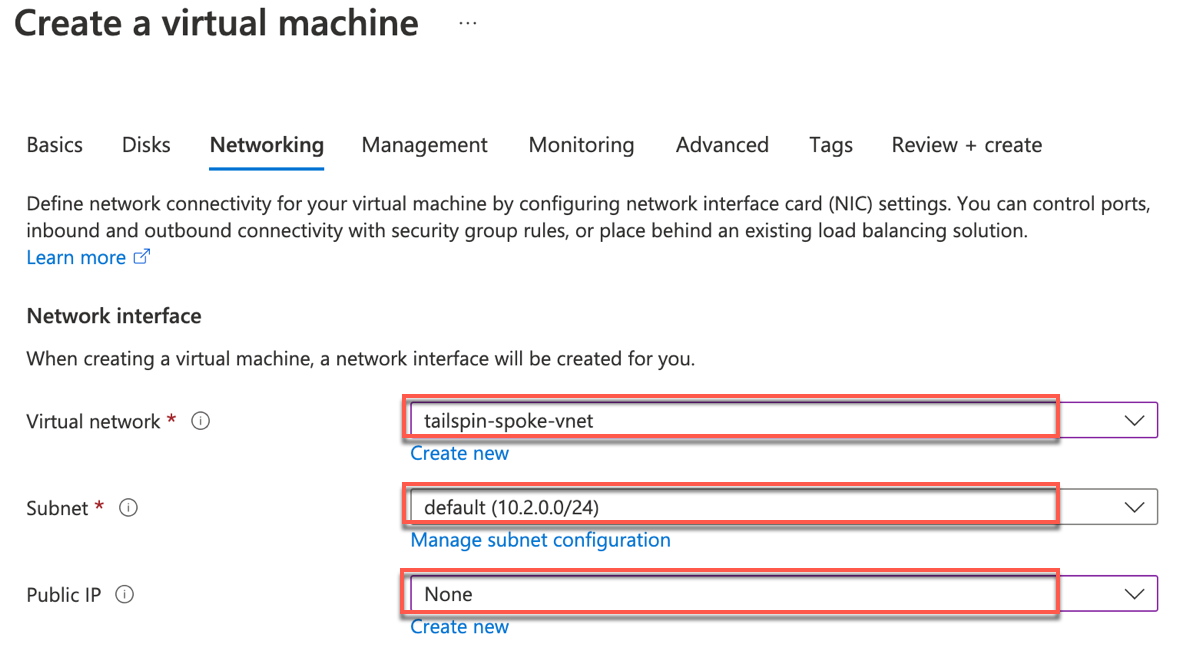 Create a virtual machine ...
Basics Disks Networking Management Monitoring Advanced Tags Review + create
Define network connectivity for your virtual machine by configuring network interface card (NIC) settings. You can control ports,
inbound and outbound connectivity with security group rules, or place behind an existing load balancing solution.
Learn more
Network interface
When creating a virtual machine, a network interface will be created for you.
Virtual network * tailspin-spoke-vnet
Create new
Subnet * default (10.2.0.0/24)
Manage subnet configuration
Public IP None
Create new